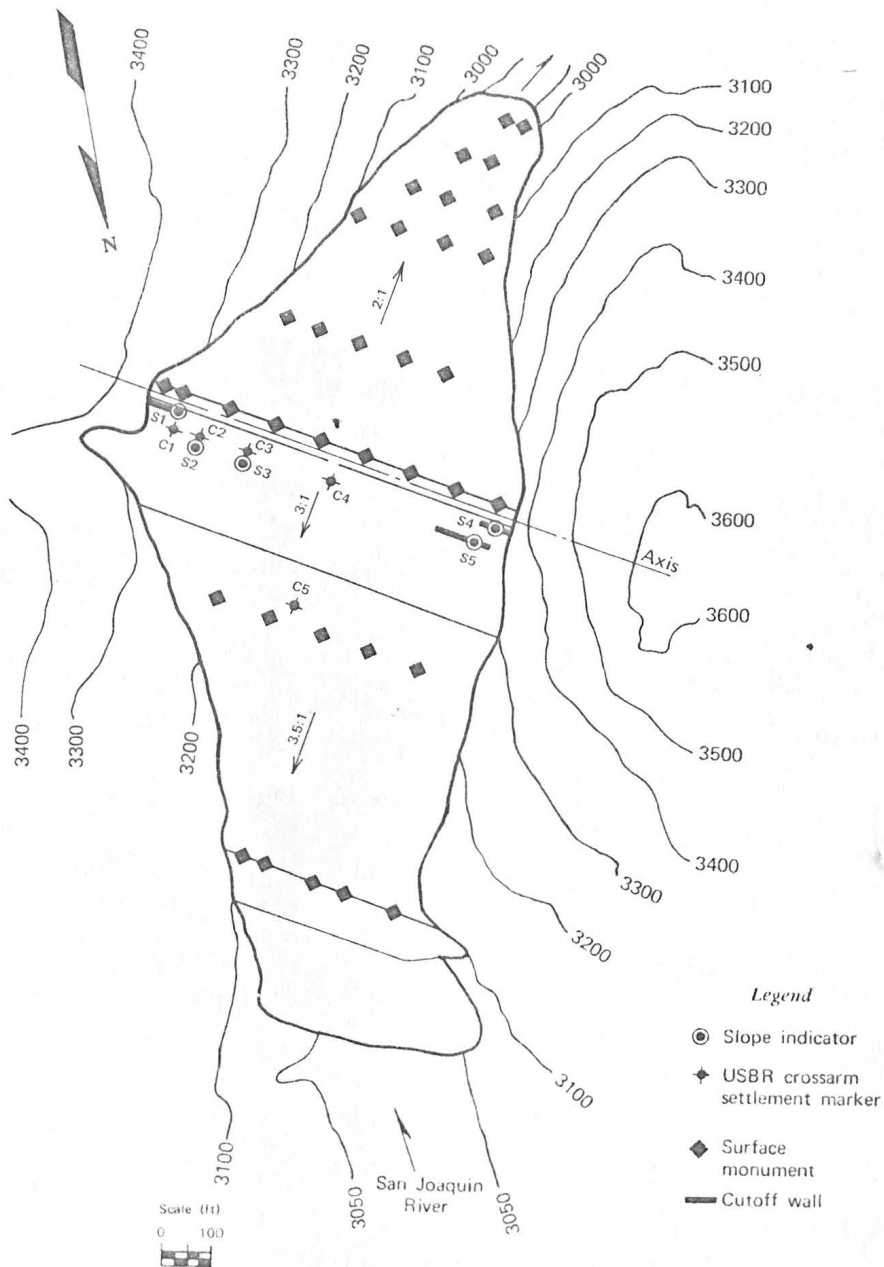 3400
3300
3200
3100
3000
3000
3100
3200
3300
3400
3500
N
2:1
S1
C1
C2
S2
C3
S3
C4
3:1
S4
S5
Axis
3600
3600
C5
3.5:1
3400
3300
3200
3500
3400
3300
3200
3100
3100
3050
3050
San Joaquin
River
Scale (ft)
0 100
Legend
Slope indicator
USBR crossarm
settlement marker
Surface
monument
Cutoff wall